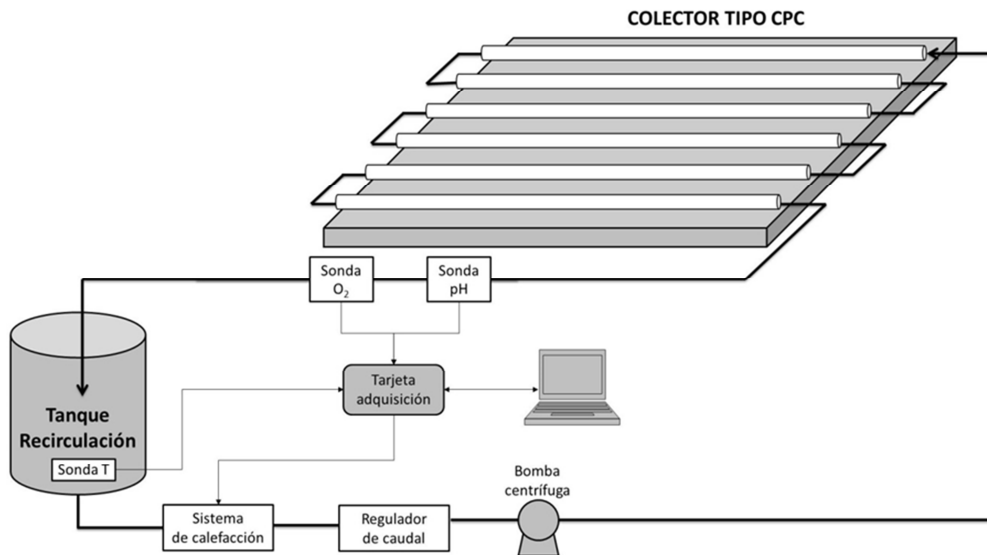 COLECTOR TIPO CPC
Sonda
O₂
Sonda
pH
Tarjeta
adquisición
Tanque
Recirculación
Sonda T
Sistema
de calefacción
Regulador
de caudal
Bomba
centrífuga